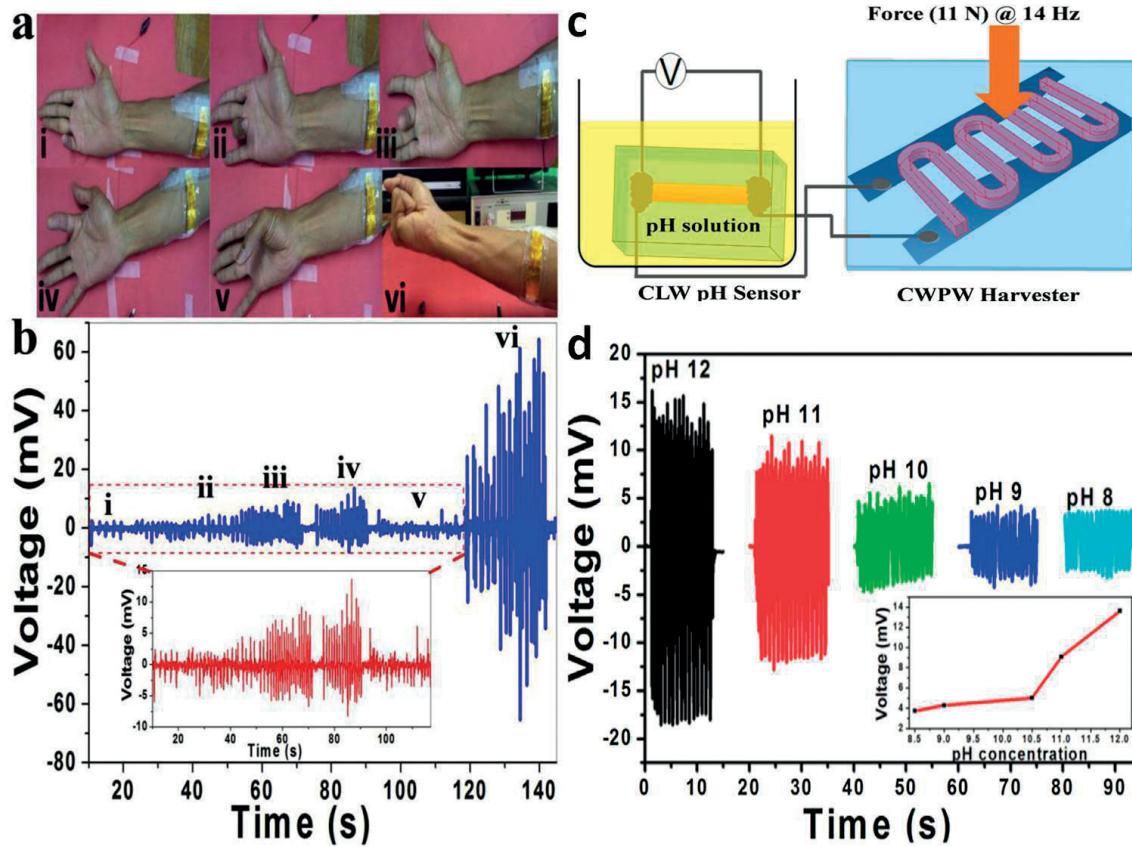 a
i
ii
iii
iv
v
vi
c
Force (11 N) @ 14 Hz
V
pH solution
CLW pH Sensor
CWPW Harvester
b
Voltage (mV)
60
40
20
0
-20
-40
-60
-80
20
40
60
80
100
120
140
Time (s)
i
ii
iii
iv
v
vi
Voltage (mV)
15
10
5
0
-5
-10
20
40
60
80
100
Time (s)
d
Voltage (mV)
20
15
10
5
0
-5
-10
-15
-20
0
10
20
30
40
50
60
70
80
90
Time (s)
pH 12
pH 11
pH 10
pH 9
pH 8
Voltage (mV)
14
12
10
8
6
4
2
8.5
9.0
9.5
10.0
10.5
11.0
11.5
12.0
pH concentration